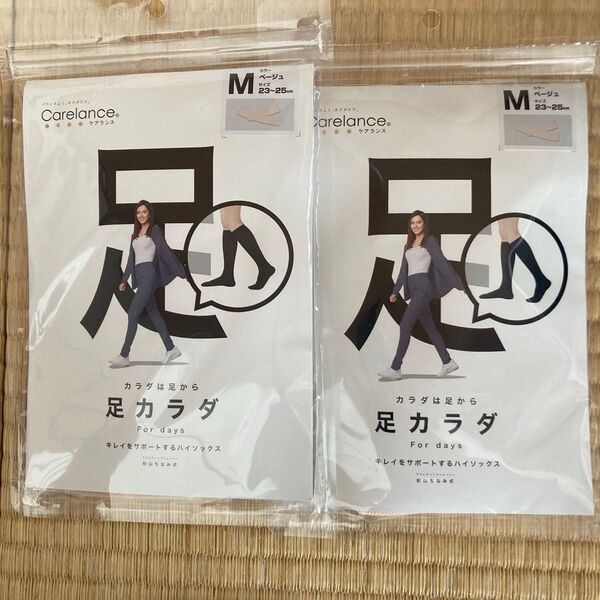 バランスよく、カラダケア。
Carelance®
ケアランス
M
カラー
ベージュ
サイズ
23〜25cm
足
カラダは足から
足カラダ
For days
キレイをサポートするハイソックス
杉山ちなみ式
Carelance®
ケアランス
M
カラー
ベージュ
サイズ
23〜25cm
足
カラダは足から
足カラダ
For days
キレイをサポートするハイソックス
杉山ちなみ式